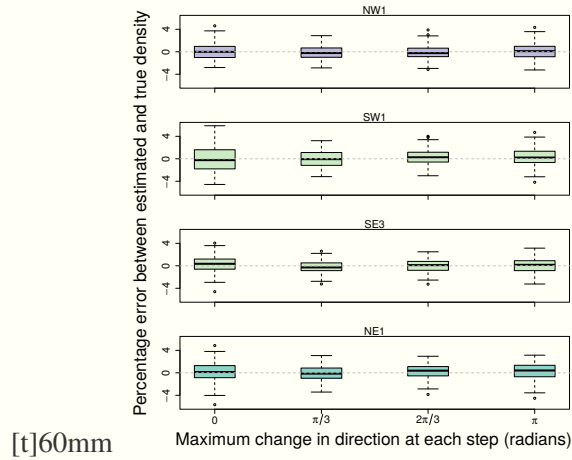 Percentage error between estimated and true density
NW1
4
0
−4
SW1
4
0
−4
SE3
4
0
−4
NE1
4
0
−4
0 π/3 2π/3 π
Maximum change in direction at each step (radians)
[t]60mm